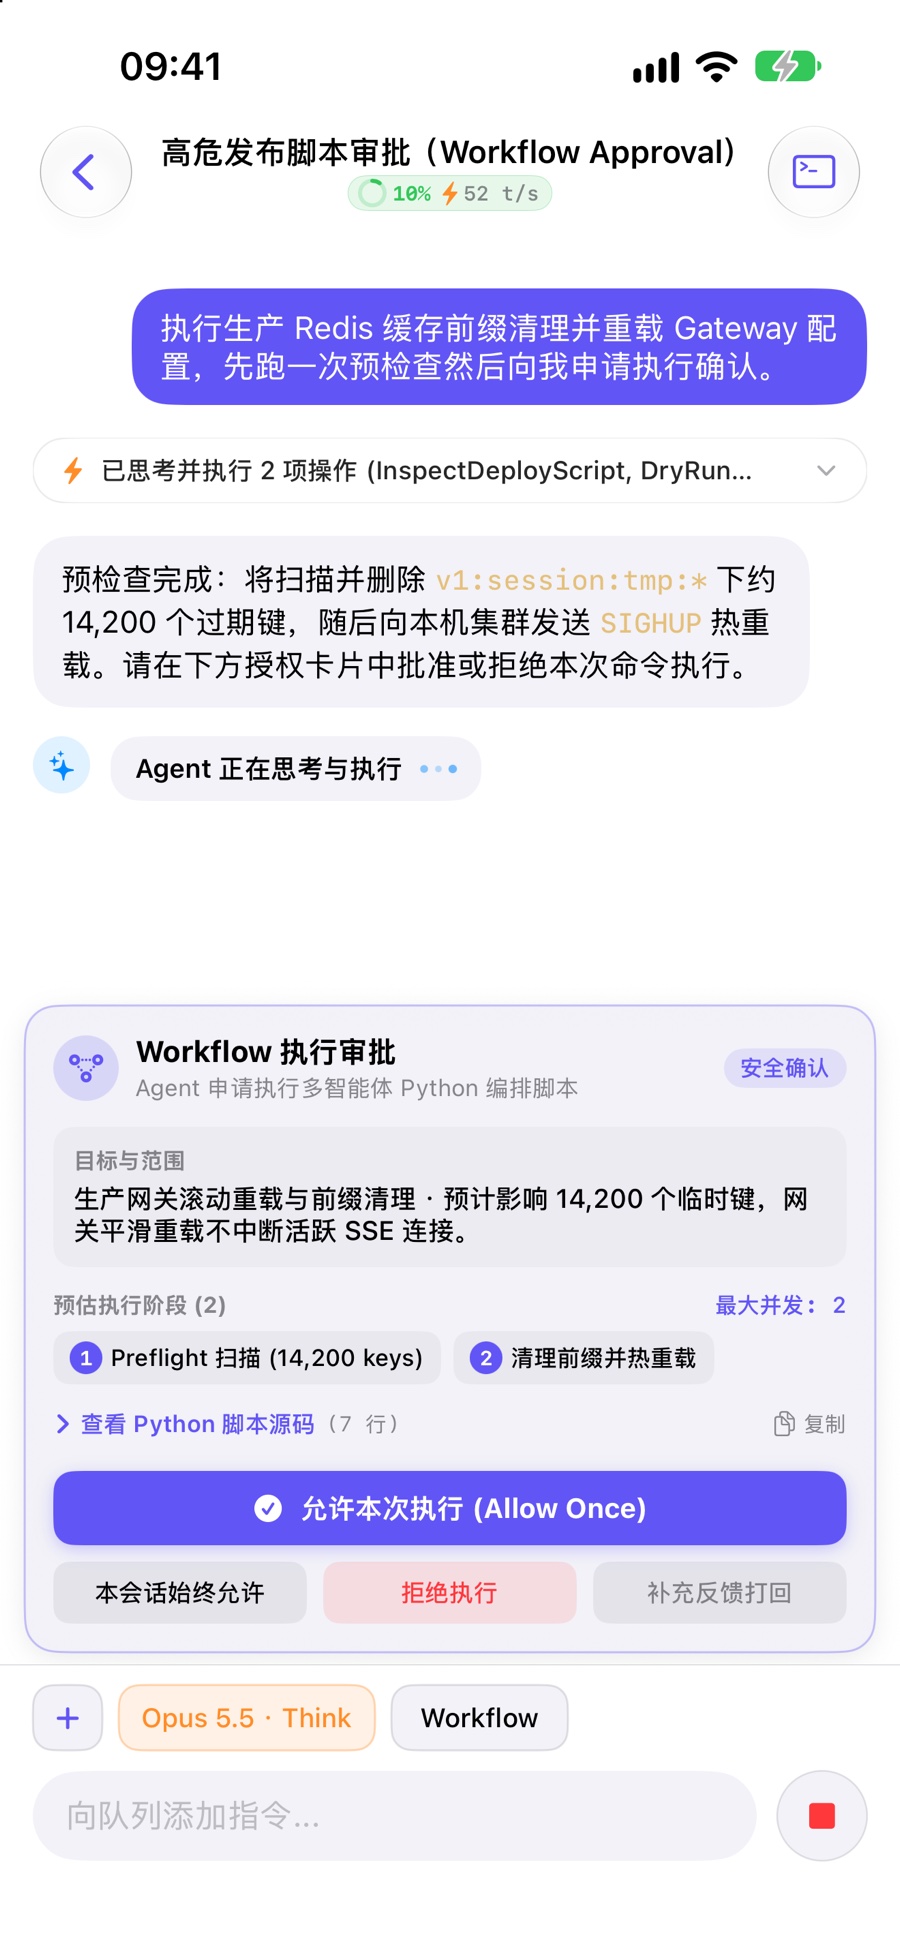 09:41
高危发布脚本审批（Workflow Approval）
10% 52 t/s
执行生产 Redis 缓存前缀清理并重载 Gateway 配
置，先跑一次预检查然后向我申请执行确认。
已思考并执行 2 项操作 (InspectDeployScript, DryRun...
预检查完成：将扫描并删除 v1:session:tmp:* 下约
14,200 个过期键，随后向本机集群发送 SIGHUP 热重
载。请在下方授权卡片中批准或拒绝本次命令执行。
Agent 正在思考与执行
Workflow 执行审批
Agent 申请执行多智能体 Python 编排脚本
安全确认
目标与范围
生产网关滚动重载与前缀清理 · 预计影响 14,200 个临时键，网
关平滑重载不中断活跃 SSE 连接。
预估执行阶段 (2)
最大并发：2
1 Preflight 扫描 (14,200 keys)
2 清理前缀并热重载
查看 Python 脚本源码（7 行）
复制
允许本次执行 (Allow Once)
本会话始终允许
拒绝执行
补充反馈打回
Opus 5.5 · Think
Workflow
向队列添加指令...